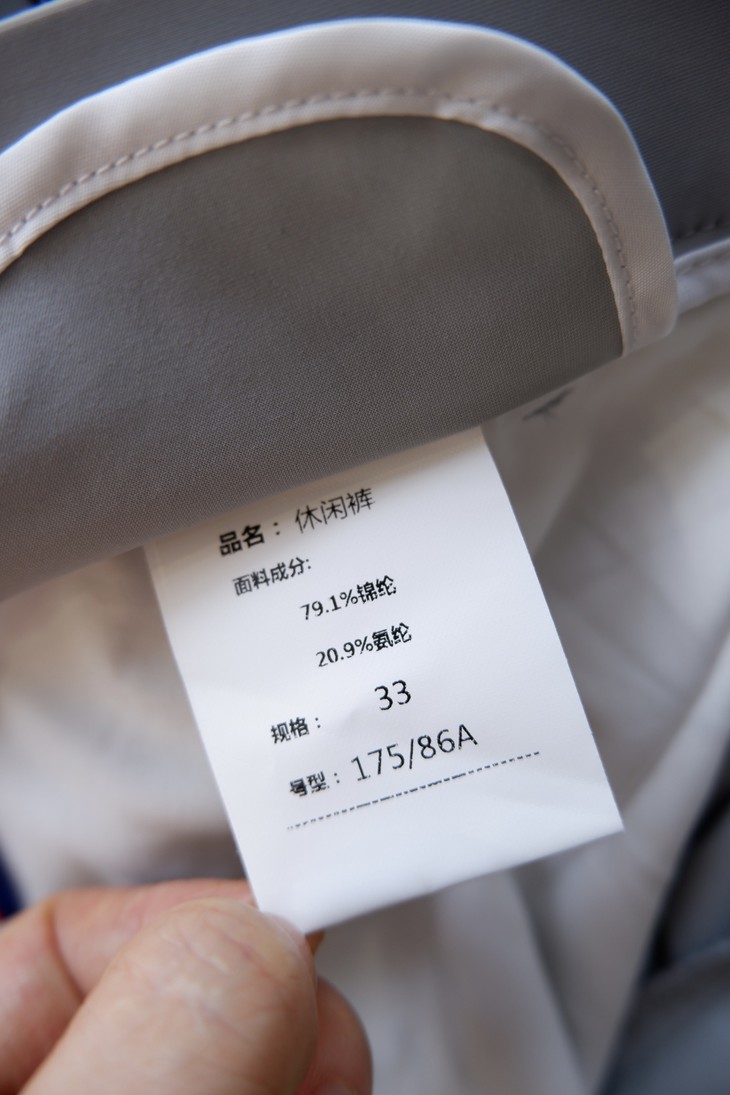 品名：休闲裤
面料成分:
79.1%锦纶
20.9%氨纶
规格： 33
号型：175/86A